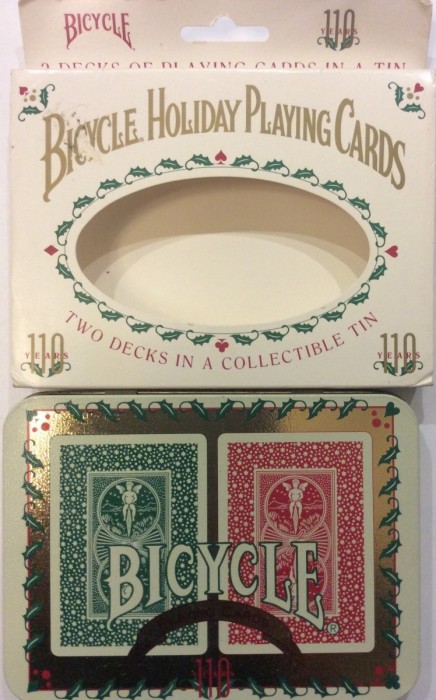 BICYCLE
110
YEARS
2 DECKS OF PLAYING CARDS IN A TIN
BICYCLE HOLIDAY PLAYING CARDS
TWO DECKS IN A COLLECTIBLE TIN
110
YEARS
110
YEARS
BICYCLE®
110